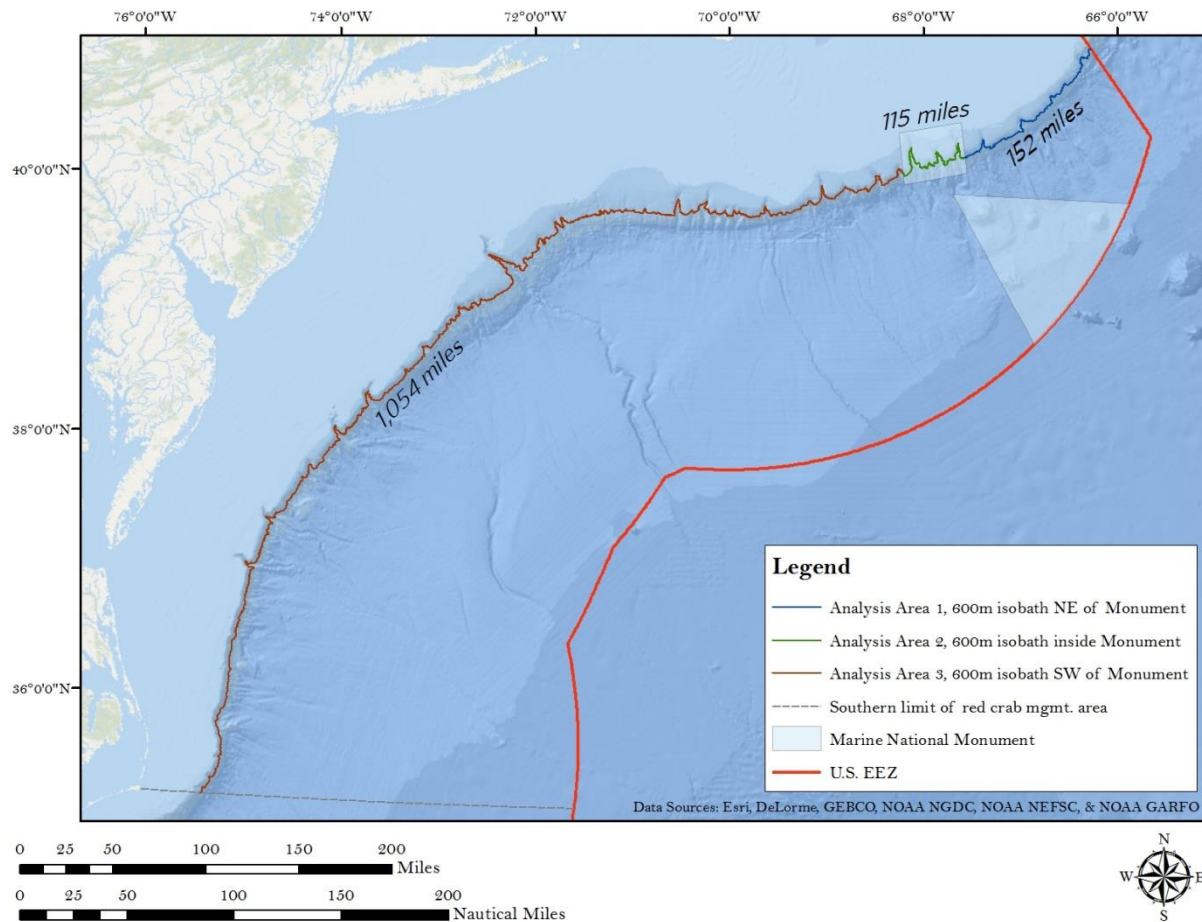 76°0'0"W 74°0'0"W 72°0'0"W 70°0'0"W 68°0'0"W 66°0'0"W
115 miles
152 miles
40°0'0"N
1,054 miles
38°0'0"N
36°0'0"N
Legend
Analysis Area 1, 600m isobath NE of Monument
Analysis Area 2, 600m isobath inside Monument
Analysis Area 3, 600m isobath SW of Monument
Southern limit of red crab mgmt. area
Marine National Monument
U.S. EEZ
Data Sources: Esri, DeLorme, GEBCO, NOAA NGDC, NOAA NEFSC, & NOAA GARFO
0 25 50 100 150 200
Miles
0 25 50 100 150 200
Nautical Miles
N
W E
S